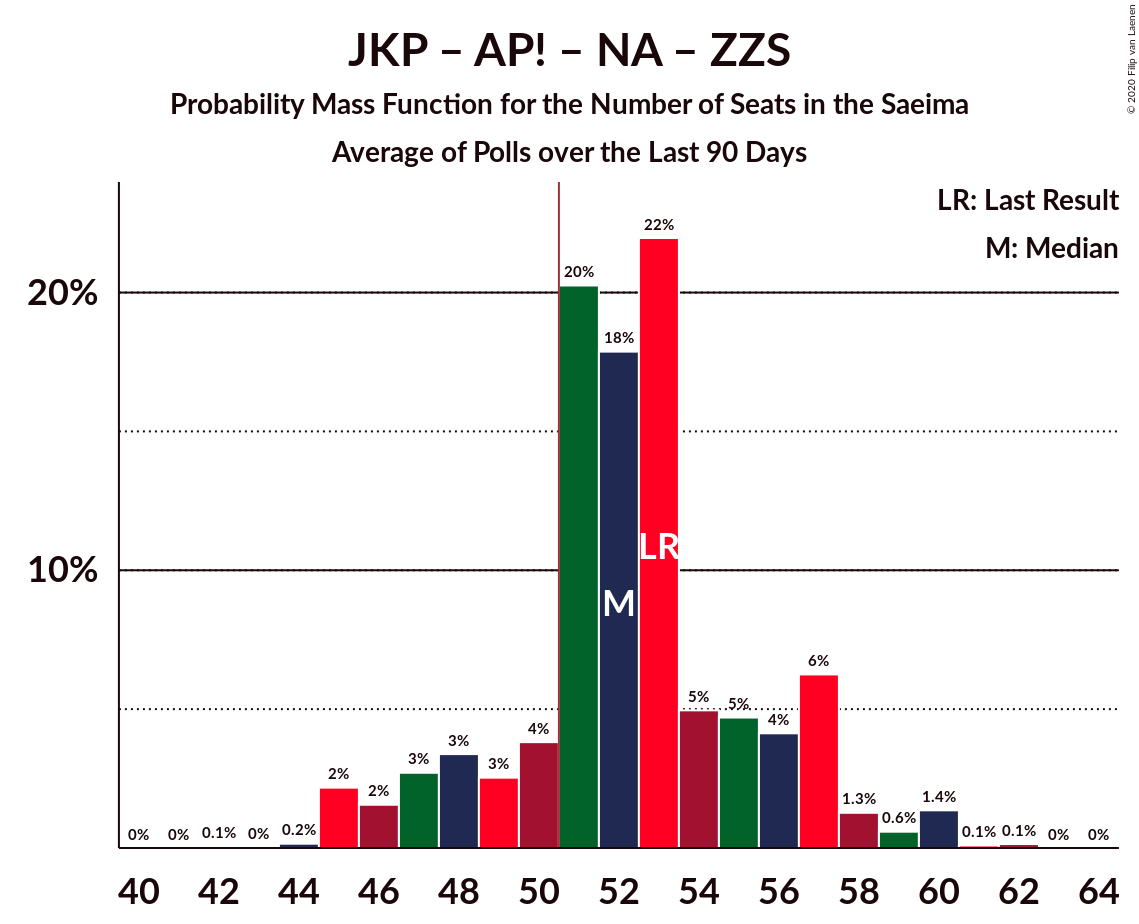 JKP – AP! – NA – ZZS
Probability Mass Function for the Number of Seats in the Saeima
Average of Polls over the Last 90 Days
© 2020 Filip van Laenen
LR: Last Result
M: Median
20%
10%
0% 0% 0.1% 0% 0.2% 2% 2% 3% 3% 3% 4% 20% 18% 22% 5% 5% 4% 6% 1.3% 0.6% 1.4% 0.1% 0.1% 0% 0%
LR
M
40 42 44 46 48 50 52 54 56 58 60 62 64